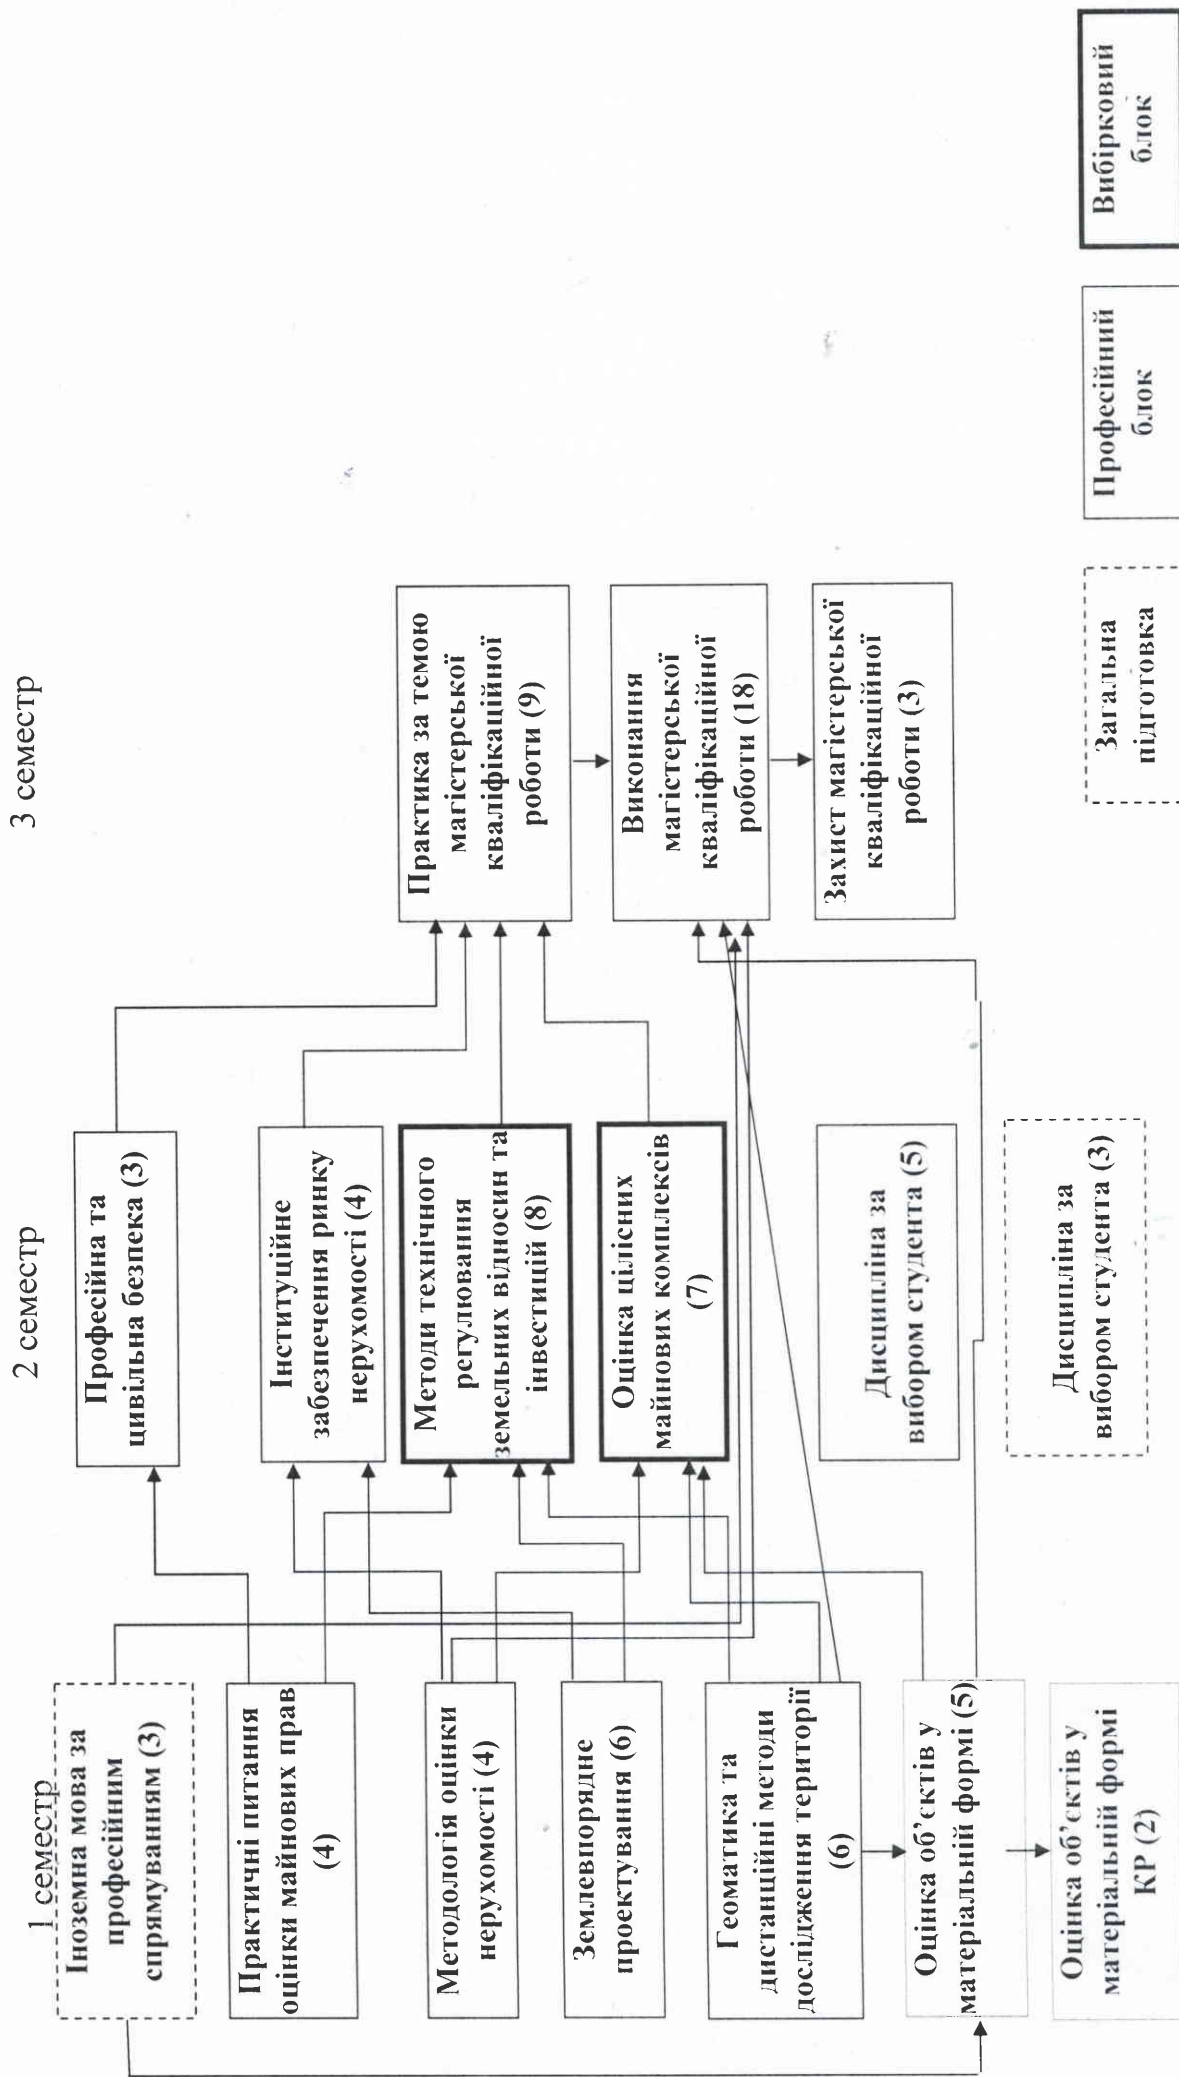 1 семестр
2 семестр
3 семестр
Іноземна мова за
професійним
спрямуванням (3)
Практичні питання
оцінки майнових прав
(4)
Методологія оцінки
нерухомості (4)
Землевпорядне
проектування (6)
Геоматика та
дистанційні методи
дослідження території
(6)
Оцінка об’єктів у
матеріальній формі (5)
Оцінка об’єктів у
матеріальній формі
КР (2)
Професійна та
цивільна безпека (3)
Інституційне
забезпечення ринку
нерухомості (4)
Методи технічного
регулювання
земельних відносин та
інвестицій (8)
Оцінка цілісних
майнових комплексів
(7)
Дисципліна за
вибором студента (5)
Дисципліна за
вибором студента (3)
Практика за темою
магістерської
кваліфікаційної
роботи (9)
Виконання
магістерської
кваліфікаційної
роботи (18)
Захист магістерської
кваліфікаційної
роботи (3)
Загальна
підготовка
Професійний
блок
Вибірковий
блок